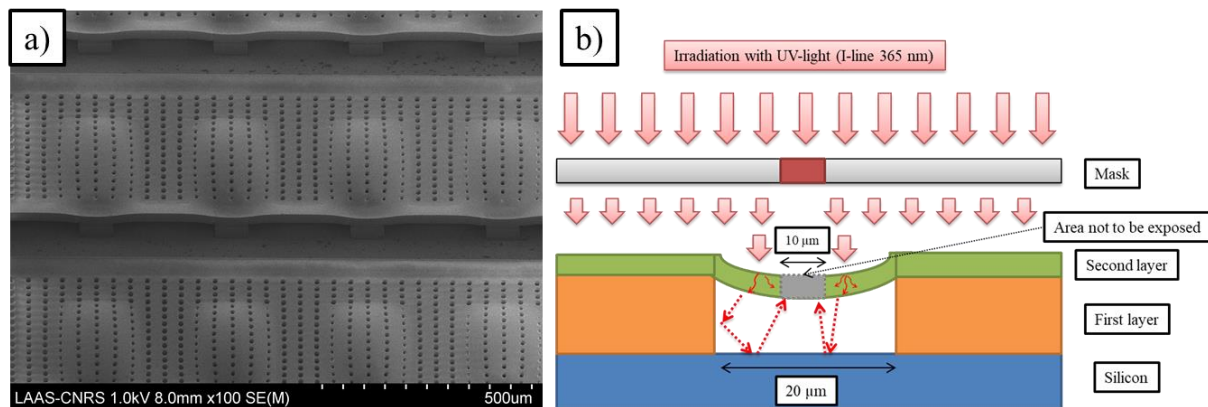 a)
LAAS-CNRS 1.0kV 8.0mm x100 SE(M)
500um
b)
Irradiation with UV-light (I-line 365 nm)
Mask
Area not to be exposed
10 µm
Second layer
First layer
20 µm
Silicon